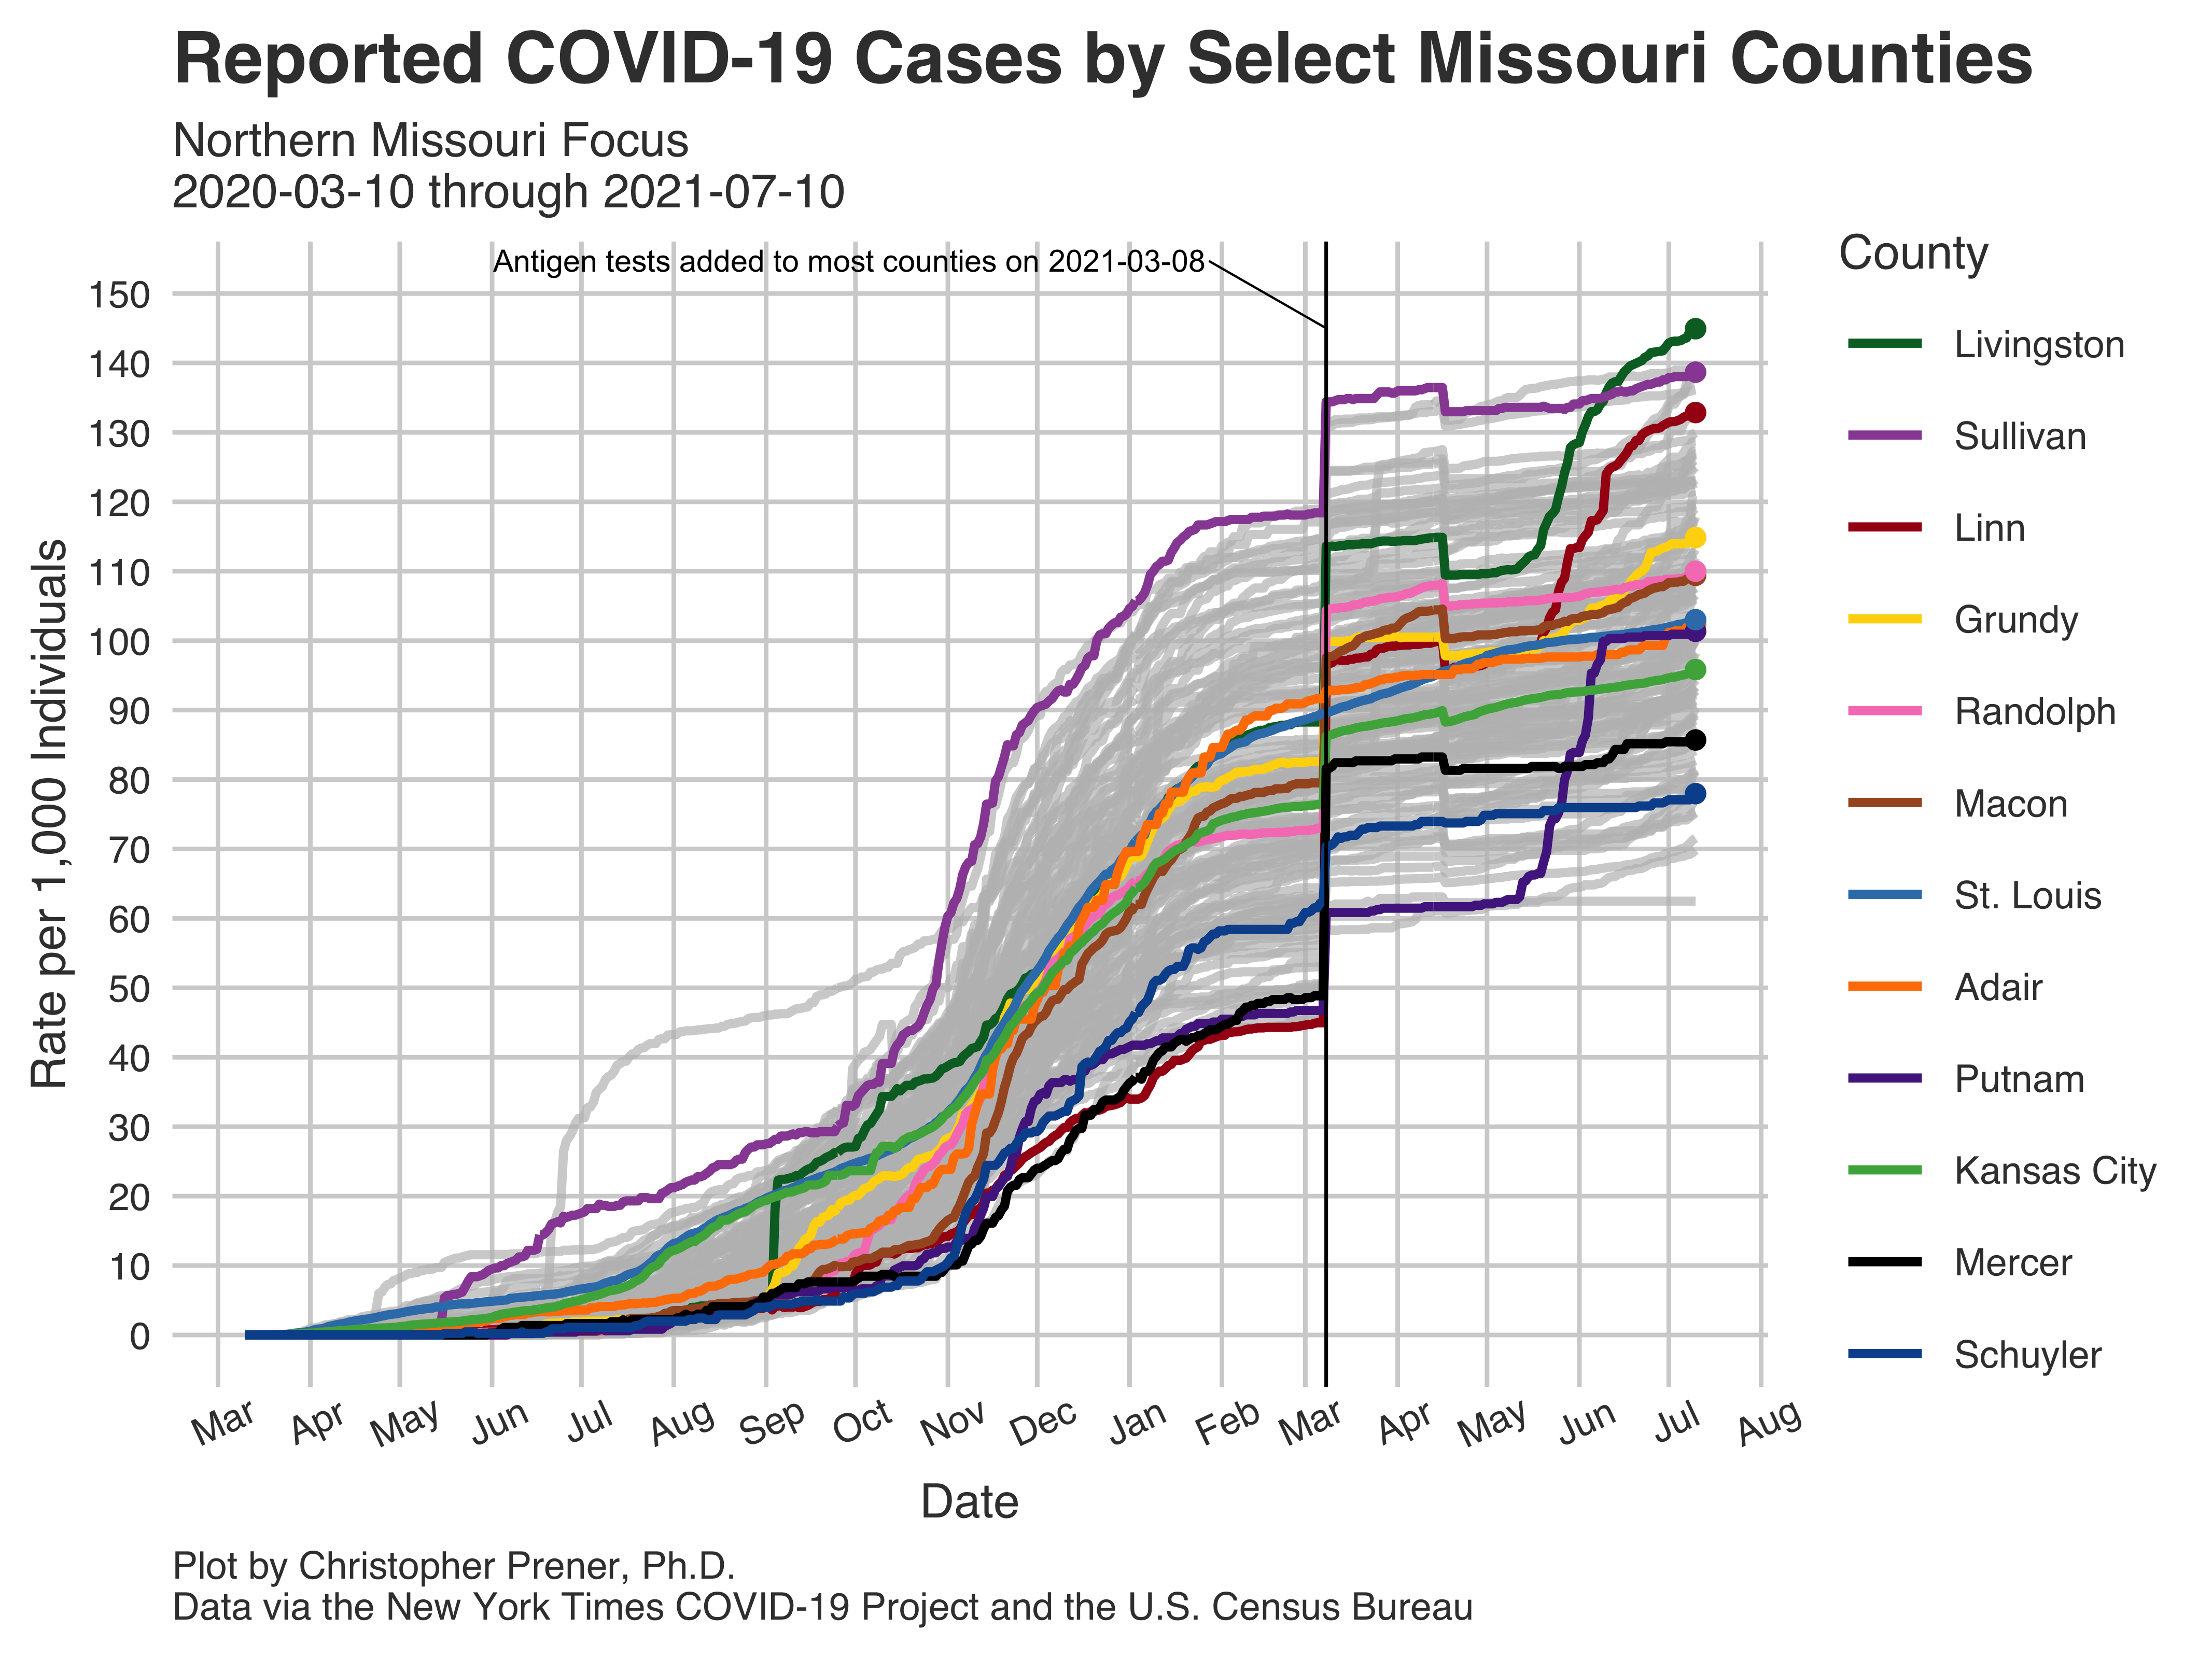 Reported COVID-19 Cases by Select Missouri Counties
Northern Missouri Focus
2020-03-10 through 2021-07-10
Antigen tests added to most counties on 2021-03-08
County
Livingston
Sullivan
Linn
Grundy
Randolph
Macon
St. Louis
Adair
Putnam
Kansas City
Mercer
Schuyler
Rate per 1,000 Individuals
150
140
130
120
110
100
90
80
70
60
50
40
30
20
10
0
Mar Apr May Jun Jul Aug Sep Oct Nov Dec Jan Feb Mar Apr May Jun Jul Aug
Date
Plot by Christopher Prener, Ph.D.
Data via the New York Times COVID-19 Project and the U.S. Census Bureau